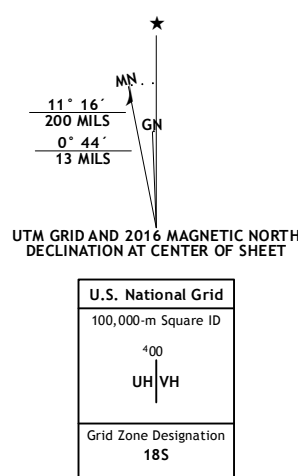 ★
MN
GN
11° 16´
200 MILS
0° 44´
13 MILS
UTM GRID AND 2016 MAGNETIC NORTH
DECLINATION AT CENTER OF SHEET
U.S. National Grid
100,000-m Square ID
⁴00
UH VH
Grid Zone Designation
18S